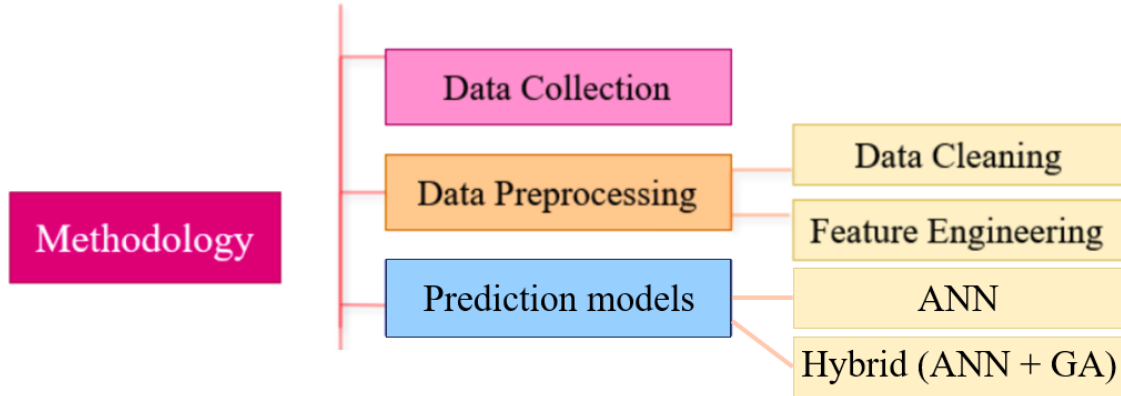 Methodology
Data Collection
Data Preprocessing
Data Cleaning
Feature Engineering
Prediction models
ANN
Hybrid (ANN + GA)